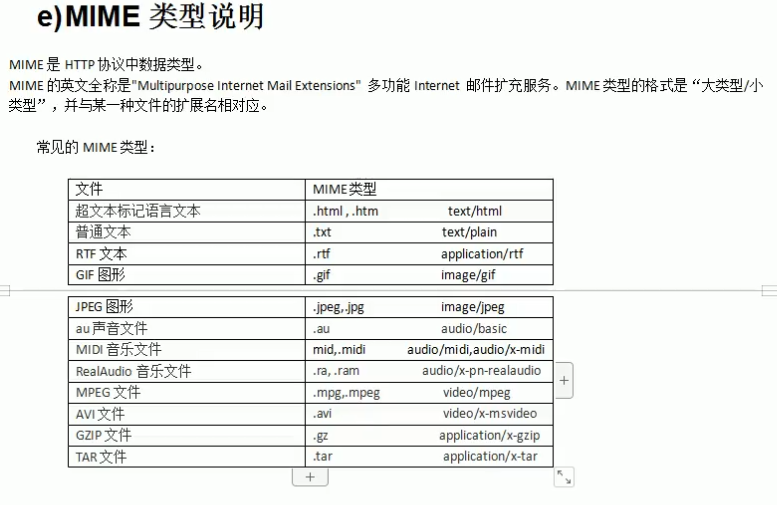 e)MIME 类型说明
MIME 是 HTTP 协议中数据类型。
MIME 的英文全称是"Multipurpose Internet Mail Extensions" 多功能 Internet 邮件扩充服务。MIME 类型的格式是“大类型/小
类型”，并与某一种文件的扩展名相对应。
常见的 MIME 类型：
文件 MIME 类型
超文本标记语言文本 .html , .htm text/html
普通文本 .txt text/plain
RTF 文本 .rtf application/rtf
GIF 图形 .gif image/gif
JPEG 图形 .jpeg,.jpg image/jpeg
au 声音文件 .au audio/basic
MIDI 音乐文件 mid,.midi audio/midi,audio/x-midi
RealAudio 音乐文件 .ra, .ram audio/x-pn-realaudio
MPEG 文件 .mpg,.mpeg video/mpeg
AVI 文件 .avi video/x-msvideo
GZIP 文件 .gz application/x-gzip
TAR 文件 .tar application/x-tar